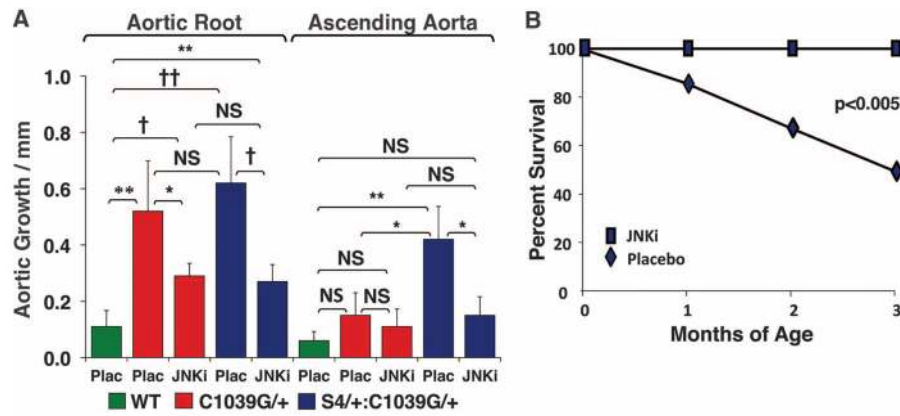 A
Aortic Root
Ascending Aorta
Aortic Growth / mm
1.0
0.8
0.6
0.4
0.2
0.0
**
††
†
NS
NS
†
**
*
NS
NS
**
*
*
NS
NS
NS
Plac Plac JNKi Plac JNKi Plac Plac JNKi Plac JNKi
WT C1039G/+ S4/+:C1039G/+
B
Percent Survival
100
80
60
40
20
0
p<0.005
JNKi
Placebo
0 1 2 3
Months of Age